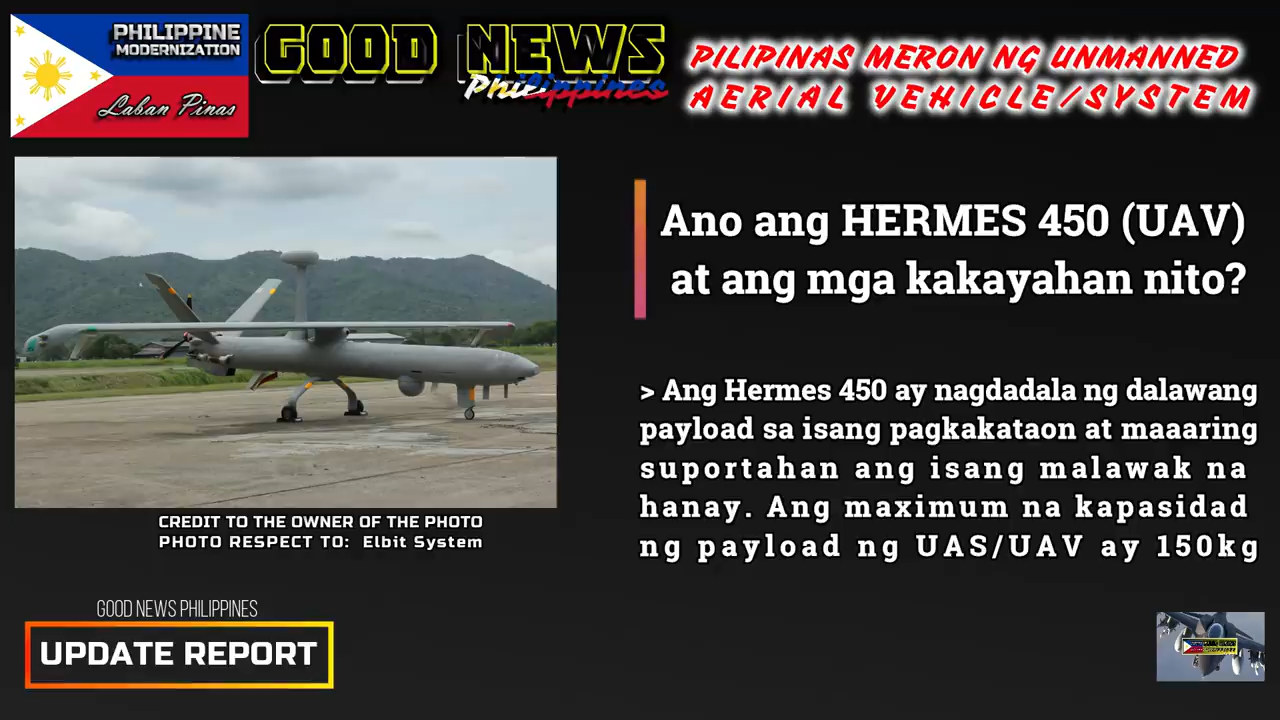 PHILIPPINE
MODERNIZATION
Laban Pinas
GOOD NEWS
Philippines
PILIPINAS MERON NG UNMANNED
AERIAL VEHICLE/SYSTEM
Ano ang HERMES 450 (UAV)
at ang mga kakayahan nito?
> Ang Hermes 450 ay nagdadala ng dalawang
payload sa isang pagkakataon at maaaring
suportahan ang isang malawak na
hanay. Ang maximum na kapasidad
ng payload ng UAS/UAV ay 150kg
CREDIT TO THE OWNER OF THE PHOTO
PHOTO RESPECT TO: Elbit System
GOOD NEWS PHILIPPINES
UPDATE REPORT